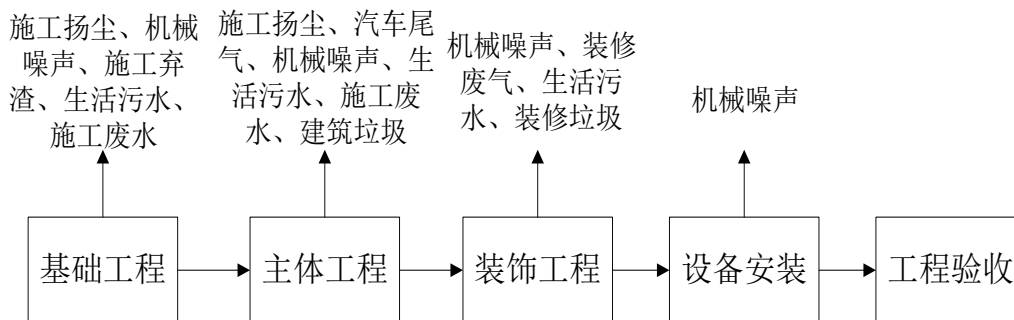 施工扬尘、机械
噪声、施工弃
渣、生活污水、
施工废水
施工扬尘、汽车尾
气、机械噪声、生
活污水、施工废
水、建筑垃圾
机械噪声、装修
废气、生活污
水、装修垃圾
机械噪声
基础工程
主体工程
装饰工程
设备安装
工程验收